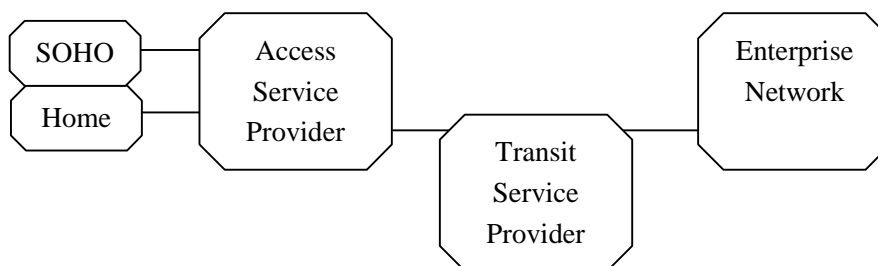 SOHO
Home
Access
Service
Provider
Transit
Service
Provider
Enterprise
Network